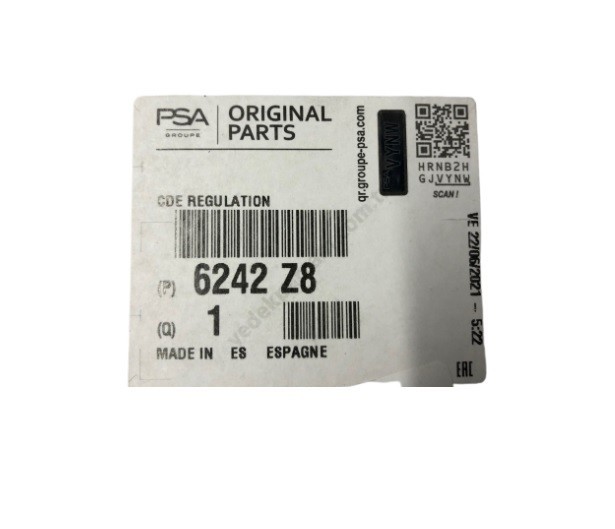 PSA
GROUPE
ORIGINAL
PARTS
qr.groupe-psa.com
VAYNW
HRNB2H
GJVYNW
SCAN!
CDE REGULATION
(P) 6242 Z8
(Q) 1
MADE IN ES ESPAGNE
VE 22/06/2021 - 5:22
EAC